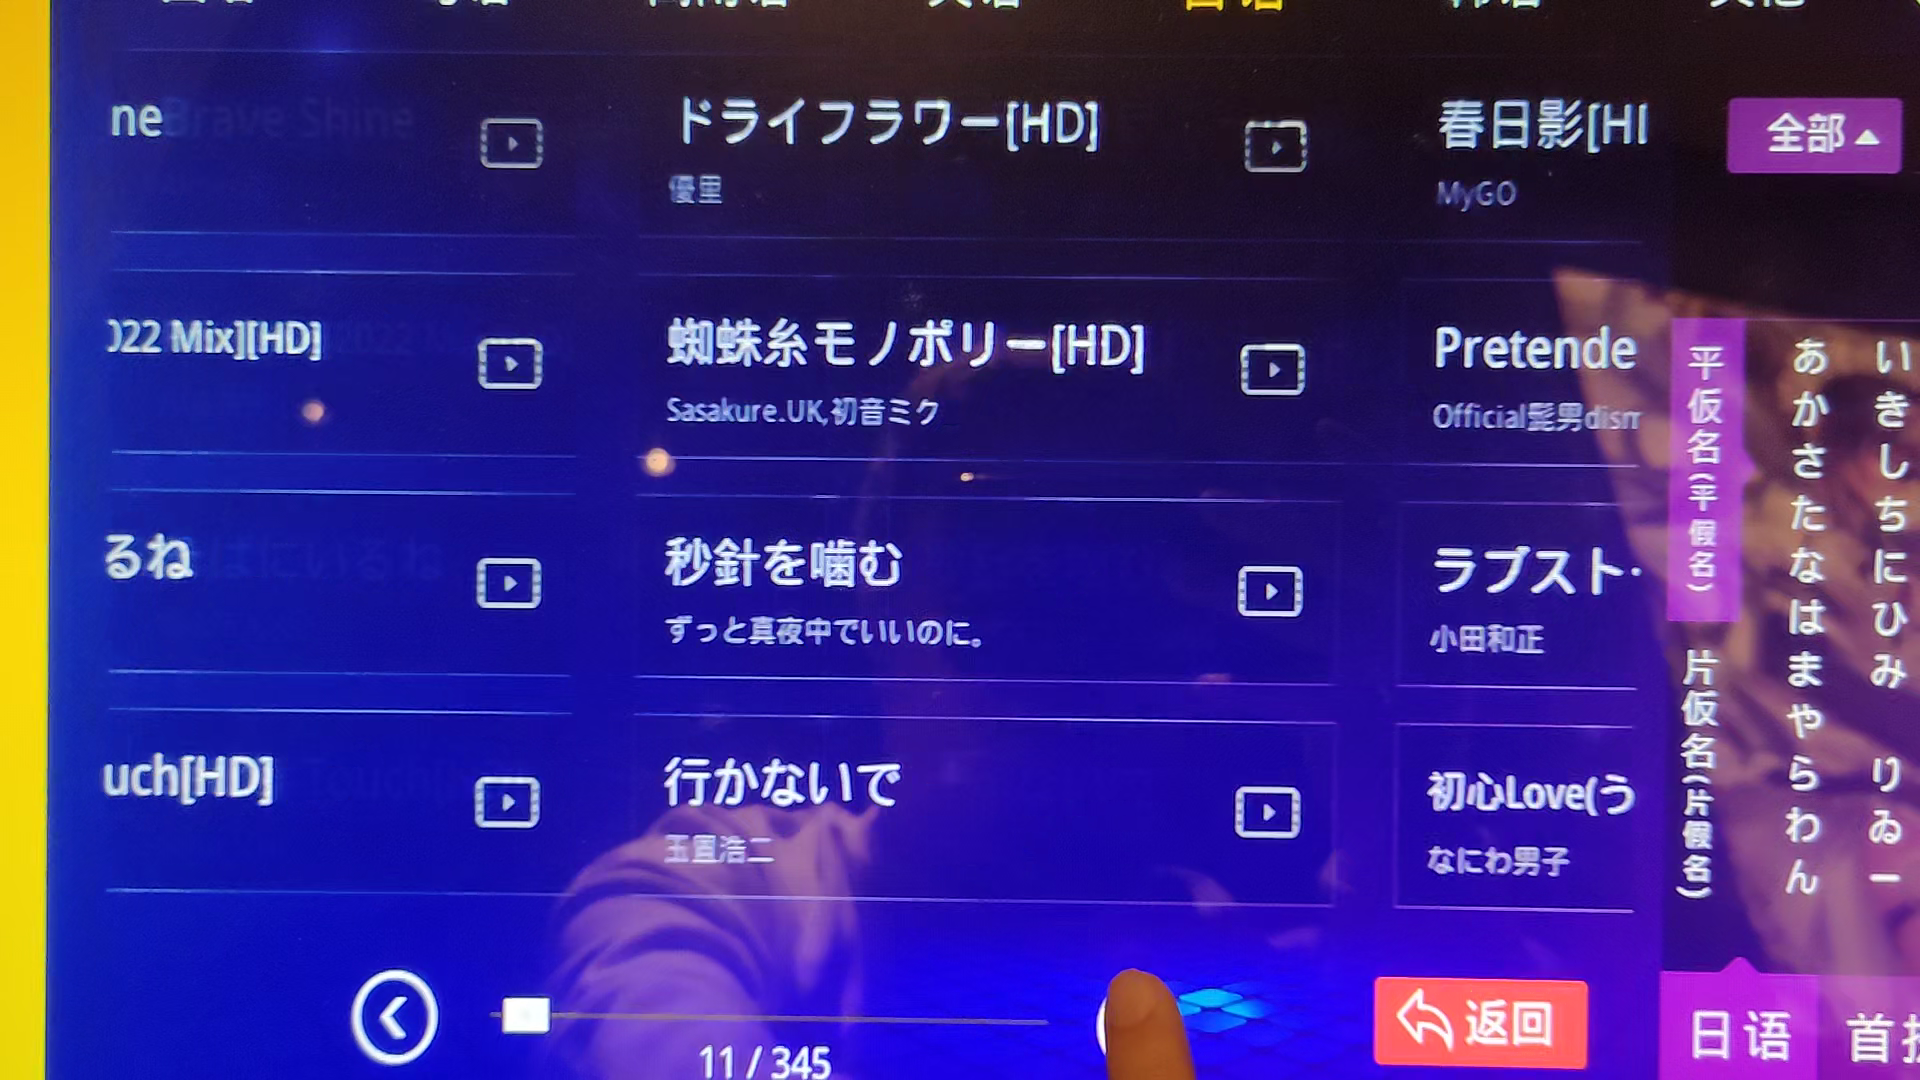 日语
ne
ドライフラワー[HD]
優里
春日影[H
MyGO
全部
022 Mix][HD]
蜘蛛糸モノポリー[HD]
Sasakure.UK,初音ミク
Pretende
Official髭男dism
るね
秒針を噛む
ずっと真夜中でいいのに。
ラブスト
小田和正
uch[HD]
行かないで
玉置浩二
初心Love(う
なにわ男子
平仮名(平假名)
片仮名(片假名)
あかさたなはまやらわん
いきしちにひみ りゐー
11 / 345
返回
日语
首